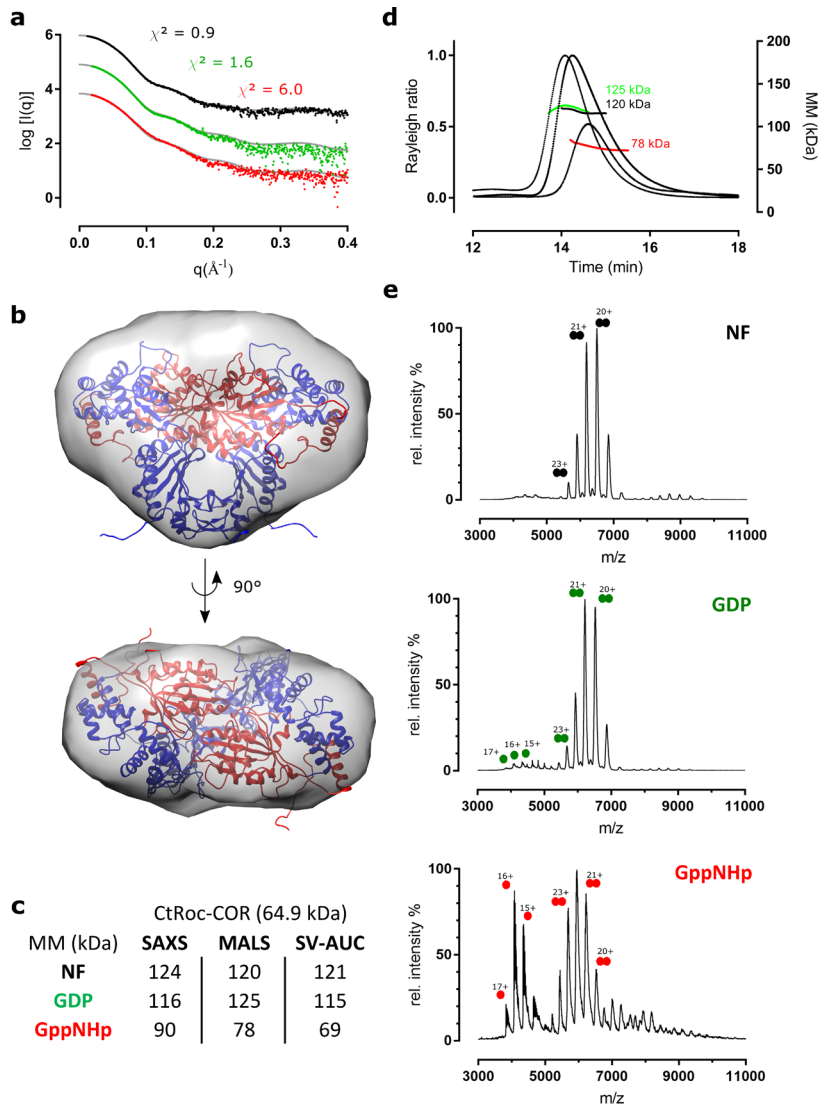 a
χ² = 0.9
χ² = 1.6
χ² = 6.0
log [I(q)]
6
4
2
0
0.0 0.1 0.2 0.3 0.4
q(Å⁻¹)
b
90°
c
CtRoc-COR (64.9 kDa)
MM (kDa) SAXS MALS SV-AUC
NF 124 120 121
GDP 116 125 115
GppNHp 90 78 69
d
125 kDa
120 kDa
78 kDa
Rayleigh ratio
1.0
0.5
0.0
MM (kDa)
200
150
100
50
0
12 14 16 18
Time (min)
e
NF
20+
21+
23+
rel. intensity %
100
50
0
3000 5000 7000 9000 11000
m/z
GDP
21+
20+
23+
17+ 16+ 15+
rel. intensity %
100
50
0
3000 5000 7000 9000 11000
m/z
GppNHp
16+
15+
17+
23+
21+
20+
rel. intensity %
100
50
0
3000 5000 7000 9000 11000
m/z